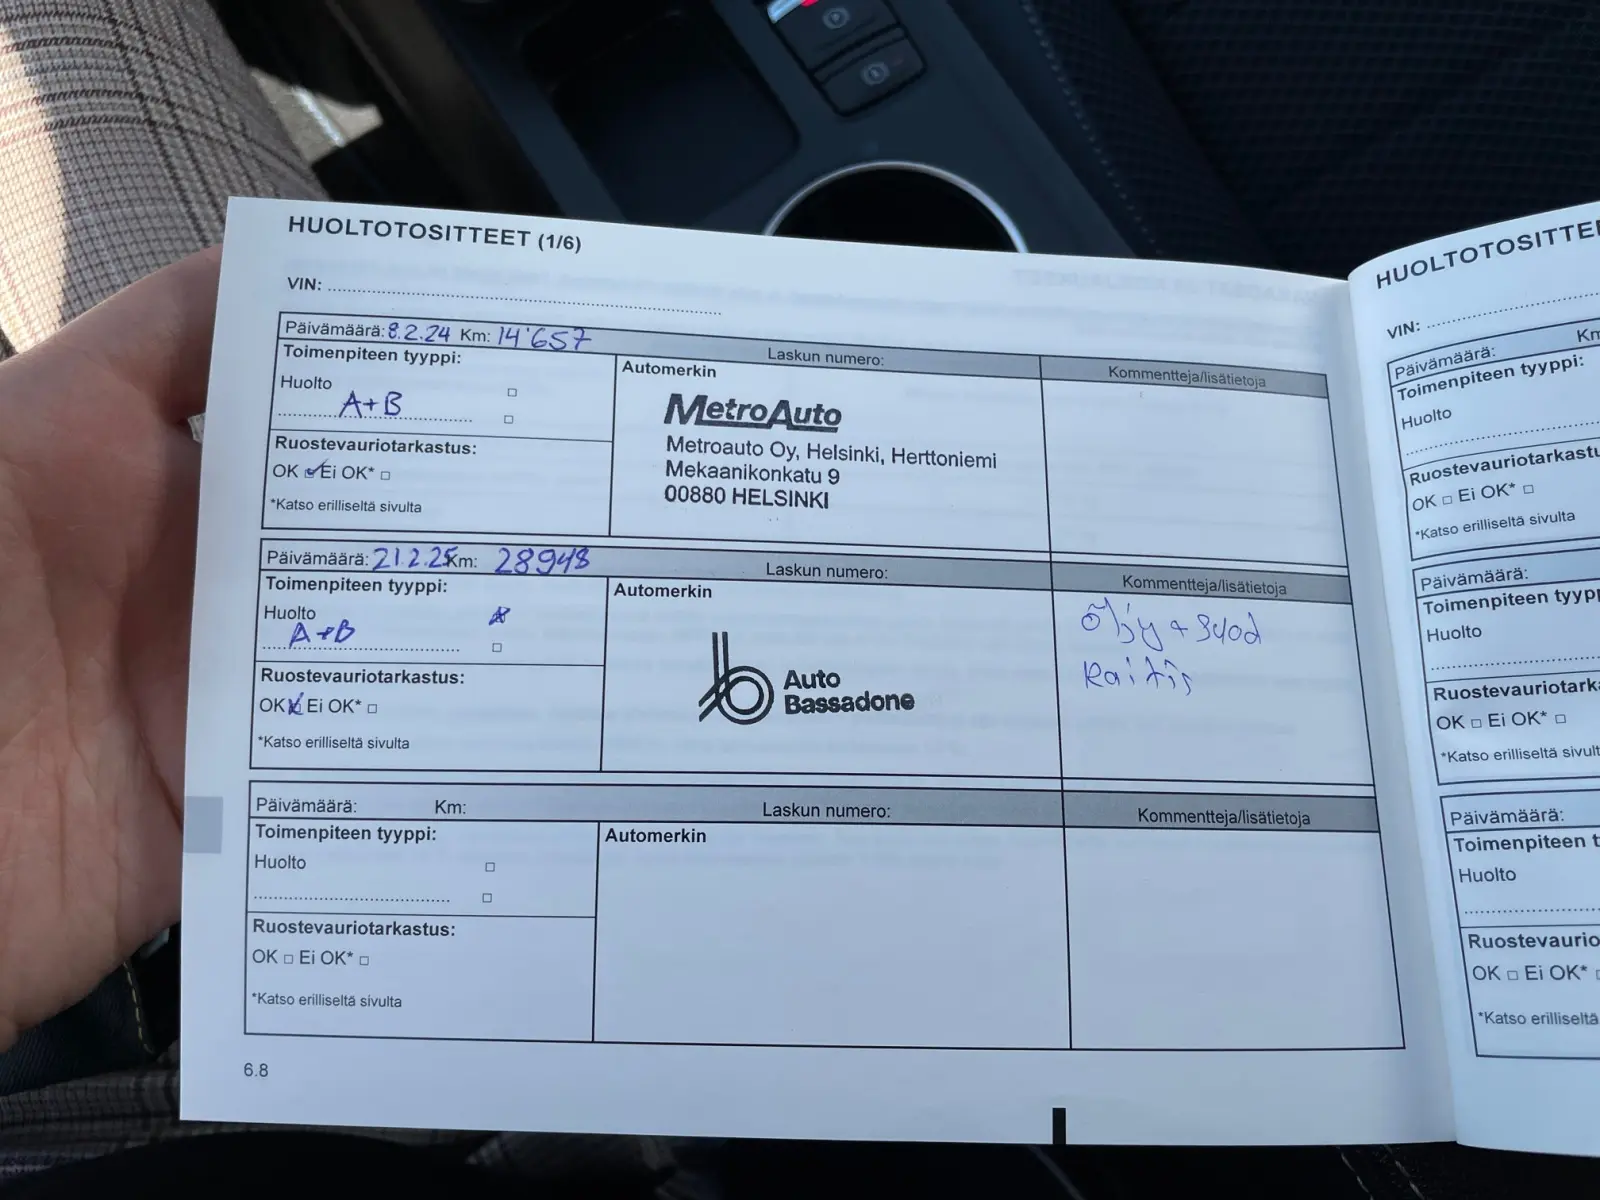 HUOLTOTOSITTEET (1/6)
VIN:
Päivämäärä: 8.2.24 Km: 14'657
Laskun numero:
Kommentteja/lisätietoja
Toimenpiteen tyyppi:
Huolto
A+B
Ruostevauriotarkastus:
OK Ei OK*
*Katso erilliseltä sivulta
Automerkin
MetroAuto
Metroauto Oy, Helsinki, Herttoniemi
Mekaanikonkatu 9
00880 HELSINKI
Päivämäärä: 21.2.25 Km: 28948
Laskun numero:
Kommentteja/lisätietoja
Toimenpiteen tyyppi:
Huolto
A+B
Ruostevauriotarkastus:
OK Ei OK*
*Katso erilliseltä sivulta
Automerkin
Auto
Bassadone
Öljy + suod
Raitis
Päivämäärä: Km:
Laskun numero:
Kommentteja/lisätietoja
Toimenpiteen tyyppi:
Huolto
Ruostevauriotarkastus:
OK Ei OK*
*Katso erilliseltä sivulta
Automerkin
6.8
HUOLTOTOSITTE
VIN:
Päivämäärä: Km
Toimenpiteen tyyppi:
Huolto
Ruostevauriotarkastu
OK Ei OK*
*Katso erilliseltä sivulta
Päivämäärä:
Toimenpiteen tyypp
Huolto
Ruostevauriotark
OK Ei OK*
*Katso erilliseltä sivult
Päivämäärä:
Toimenpiteen t
Huolto
Ruostevaurio
OK Ei OK*
*Katso erilliseltä